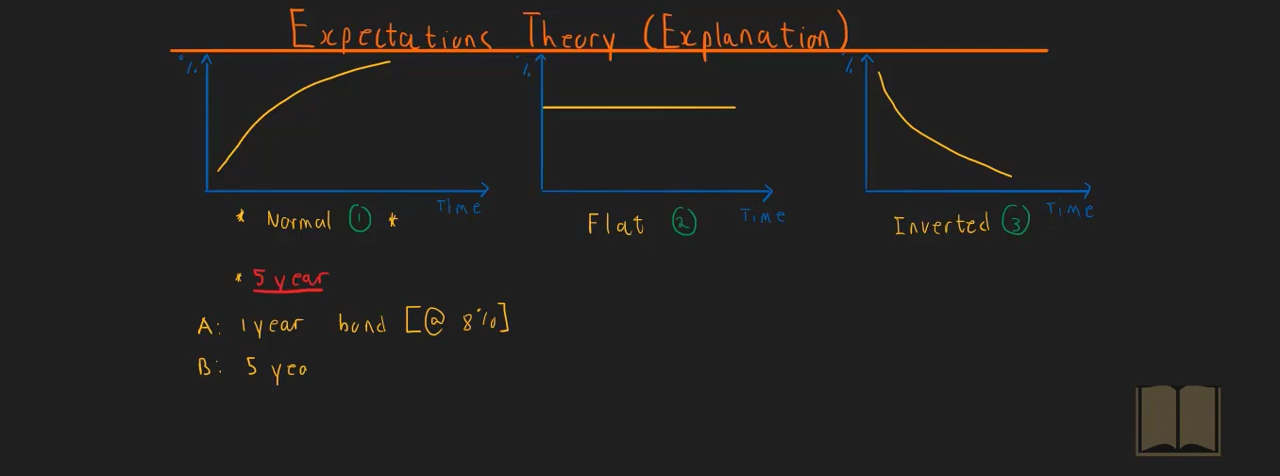 Expectations Theory (Explanation)
% % %
Time Time Time
* Normal ① * Flat ② Inverted ③
* 5 year
A: 1 year bond [@ 8%]
B: 5 yea